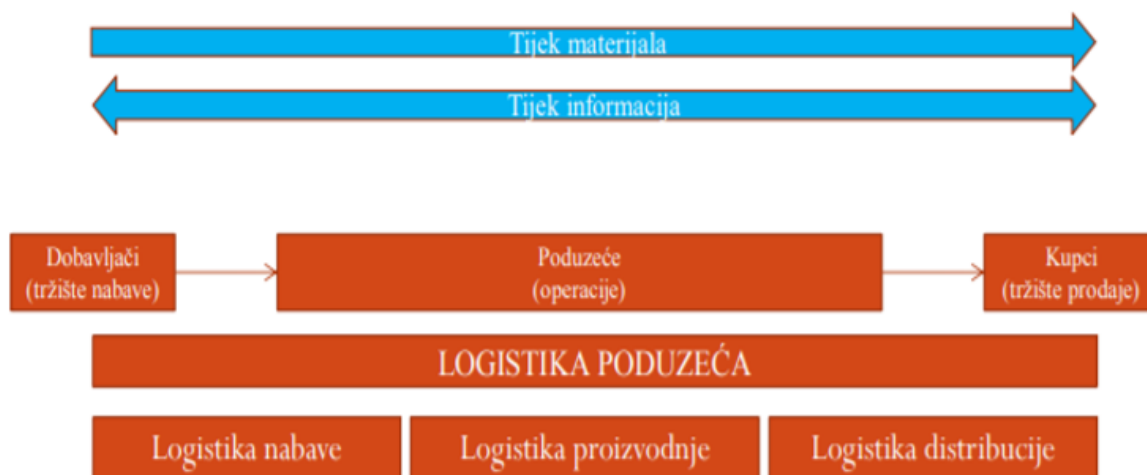 Tijek materijala
Tijek informacija
Dobavljači
(tržište nabave)
Poduzeće
(operacije)
Kupci
(tržište prodaje)
LOGISTIKA PODUZEĆA
Logistika nabave
Logistika proizvodnje
Logistika distribucije